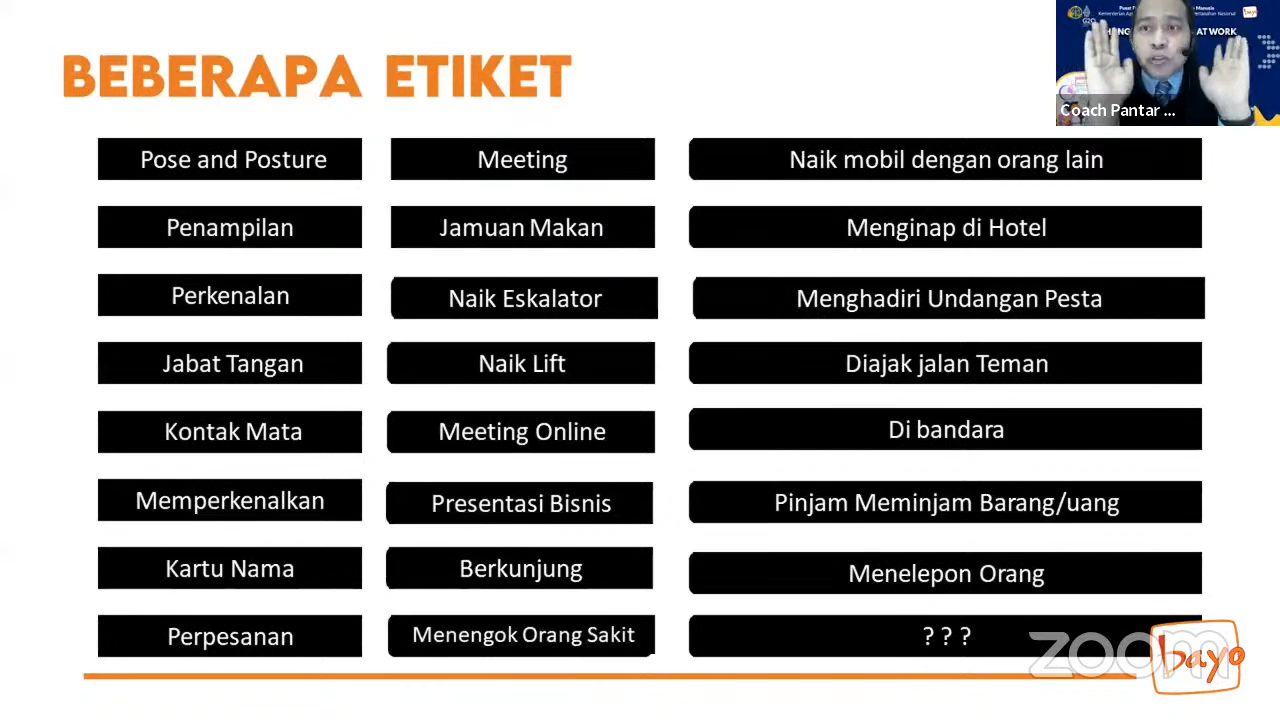 BEBERAPA ETIKET
Pose and Posture
Penampilan
Perkenalan
Jabat Tangan
Kontak Mata
Memperkenalkan
Kartu Nama
Perpesanan
Meeting
Jamuan Makan
Naik Eskalator
Naik Lift
Meeting Online
Presentasi Bisnis
Berkunjung
Menengok Orang Sakit
Naik mobil dengan orang lain
Menginap di Hotel
Menghadiri Undangan Pesta
Diajak jalan Teman
Di bandara
Pinjam Meminjam Barang/uang
Menelepon Orang
? ? ?
AT WORK
Coach Pantar ...
zoom
bayo